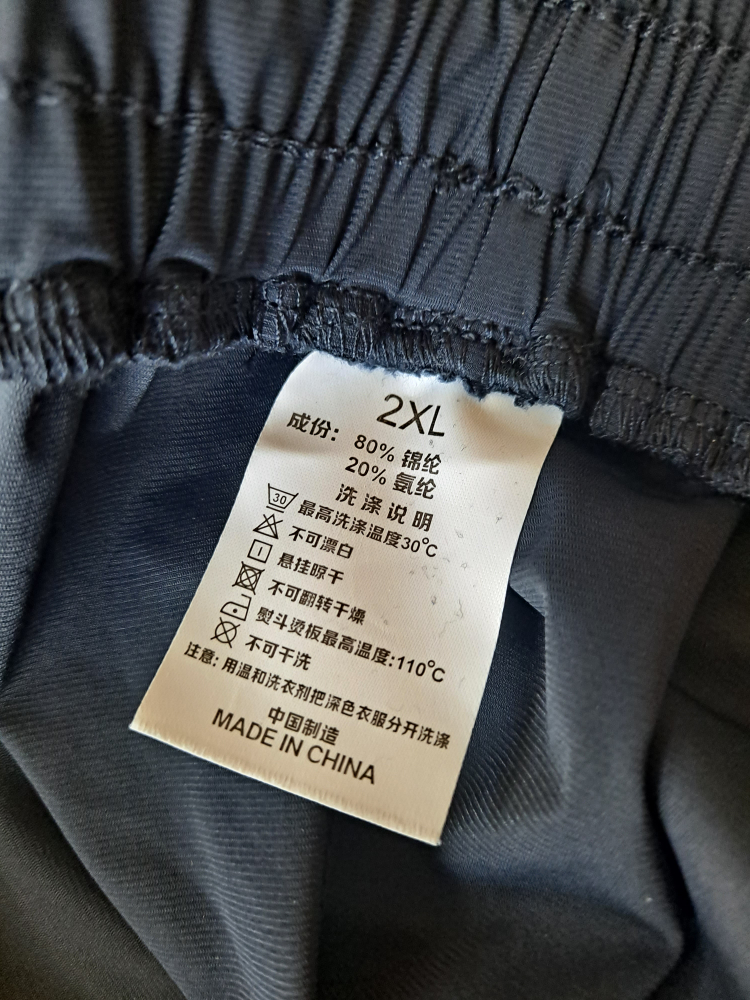 2XL
成份: 80% 锦纶
20% 氨纶
洗涤说明
30 最高洗涤温度30℃
不可漂白
悬挂晾干
不可翻转干燥
熨斗烫板最高温度:110℃
不可干洗
注意: 用温和洗衣剂把深色衣服分开洗涤
中国制造
MADE IN CHINA